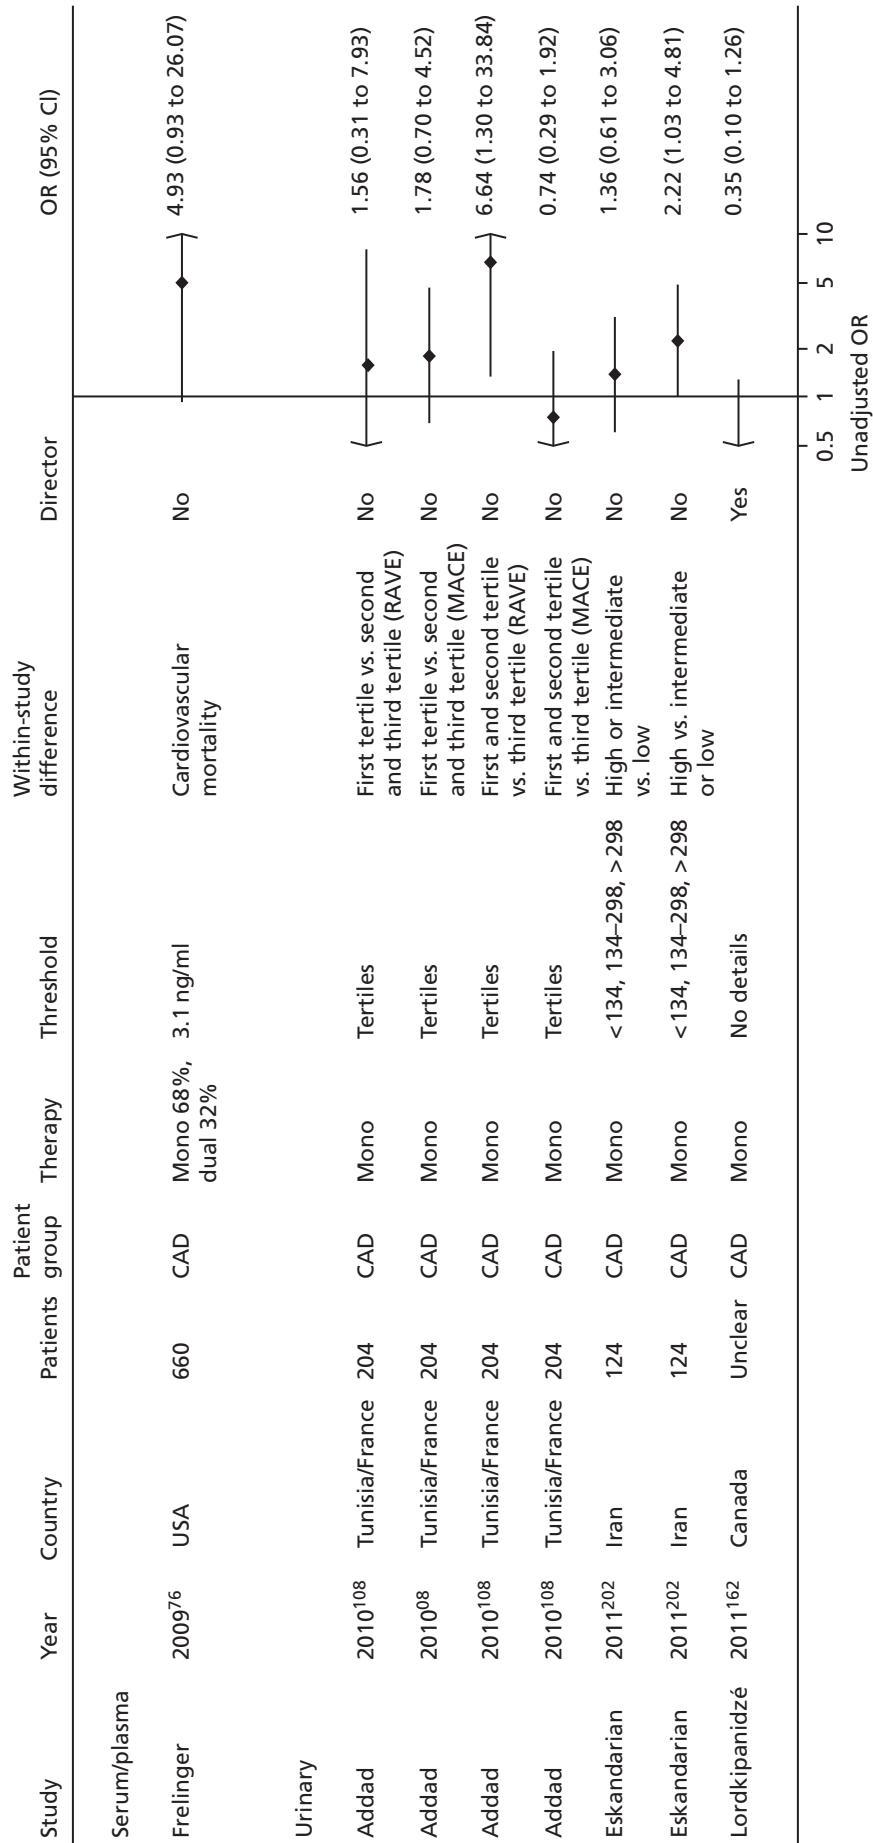 Study Year Country Patients Patient group Therapy Threshold Within-study difference Director OR (95% CI)
Serum/plasma
Frelinger 2009⁷⁶ USA 660 CAD Mono 68%, dual 32% 3.1 ng/ml Cardiovascular mortality No 4.93 (0.93 to 26.07)
Urinary
Addad 2010¹⁰⁸ Tunisia/France 204 CAD Mono Tertiles First tertile vs. second and third tertile (RAVE) No 1.56 (0.31 to 7.93)
Addad 2010⁰⁸ Tunisia/France 204 CAD Mono Tertiles First tertile vs. second and third tertile (MACE) No 1.78 (0.70 to 4.52)
Addad 2010¹⁰⁸ Tunisia/France 204 CAD Mono Tertiles First and second tertile vs. third tertile (RAVE) No 6.64 (1.30 to 33.84)
Addad 2010¹⁰⁸ Tunisia/France 204 CAD Mono Tertiles First and second tertile vs. third tertile (MACE) No 0.74 (0.29 to 1.92)
Eskandarian 2011²⁰² Iran 124 CAD Mono <134, 134–298, >298 High or intermediate vs. low No 1.36 (0.61 to 3.06)
Eskandarian 2011²⁰² Iran 124 CAD Mono <134, 134–298, >298 High vs. intermediate or low No 2.22 (1.03 to 4.81)
Lordkipanidzé 2011¹⁶² Canada Unclear CAD Mono No details Yes 0.35 (0.10 to 1.26)
0.5 1 2 5 10
Unadjusted OR